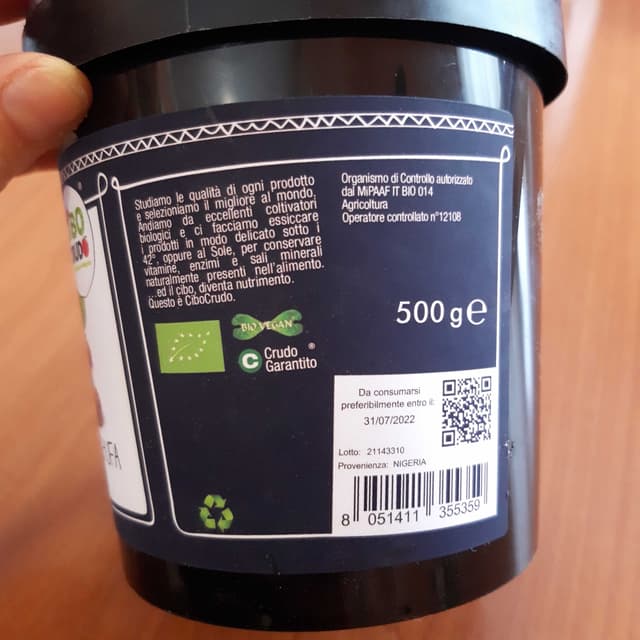 Studiamo le qualità di ogni prodotto
e selezioniamo il migliore al mondo.
Andiamo da eccellenti coltivatori
biologici e ci facciamo essiccare
i prodotti in modo delicato sotto i
42°, oppure al Sole, per conservare
vitamine, enzimi e sali minerali
naturalmente presenti nell'alimento.
...ed il cibo, diventa nutrimento.
Questo è CiboCrudo.
Organismo di Controllo autorizzato
dal MiPAAF IT BIO 014
Agricoltura
Operatore controllato n°12108
BIO VEGAN
C Crudo ®
Garantito
500 g e
Da consumarsi
preferibilmente entro il:
31/07/2022
Lotto: 21143310
Provenienza: NIGERIA
8 051411 355359